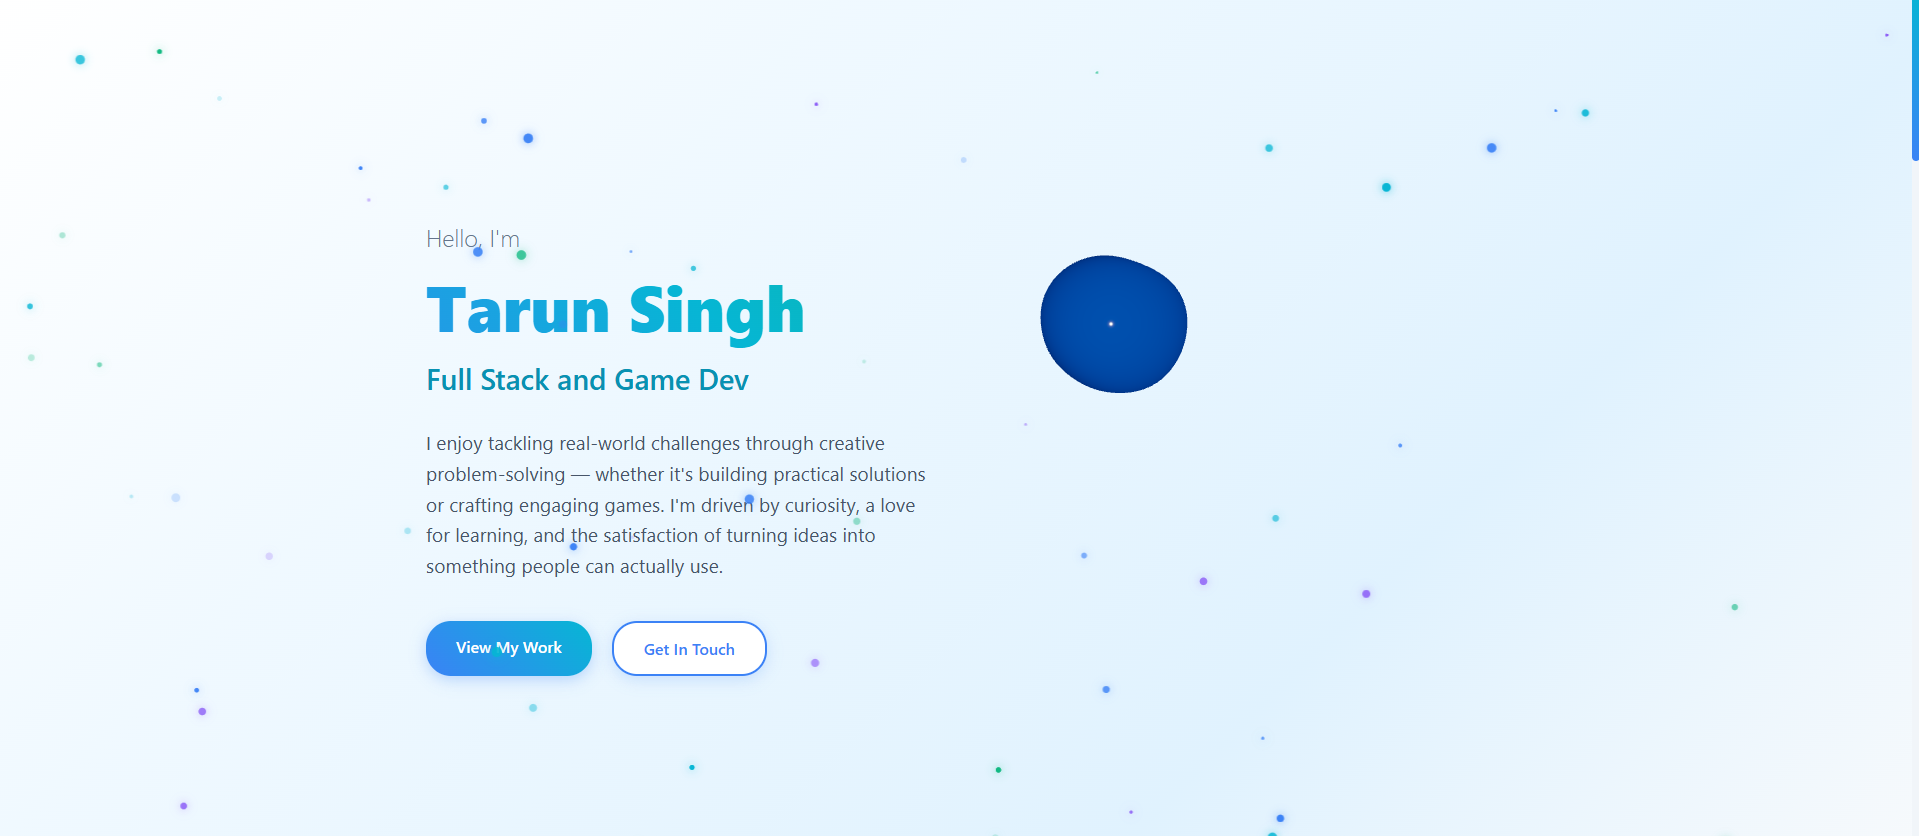 Hello, I'm
Tarun Singh
Full Stack and Game Dev
I enjoy tackling real-world challenges through creative
problem-solving — whether it's building practical solutions
or crafting engaging games. I'm driven by curiosity, a love
for learning, and the satisfaction of turning ideas into
something people can actually use.
View My Work
Get In Touch